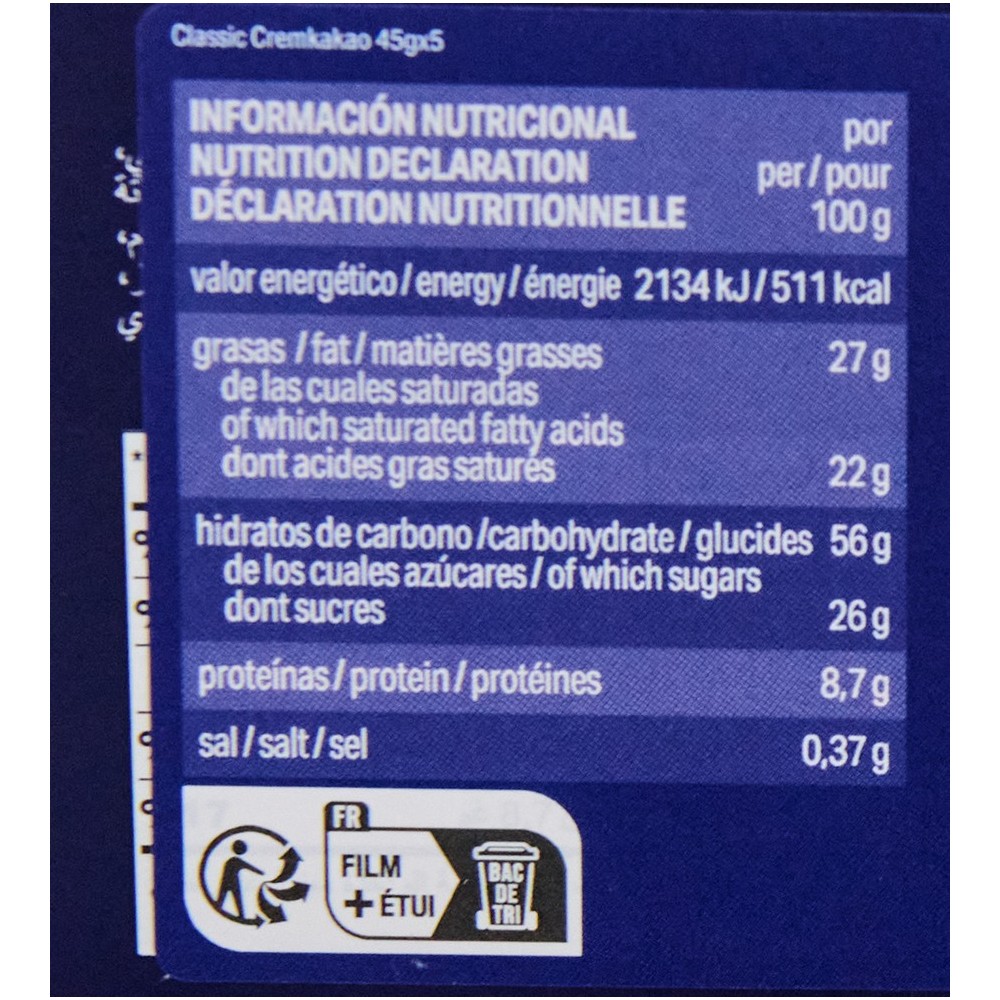 Classic Cremkakao 45gx5
INFORMACIÓN NUTRICIONAL por
NUTRITION DECLARATION per/pour
DÉCLARATION NUTRITIONNELLE 100 g
valor energético/energy/énergie 2134 kJ/511 kcal
grasas /fat/matières grasses 27 g
de las cuales saturadas
of which saturated fatty acids
dont acides gras saturés 22 g
hidratos de carbono/carbohydrate/glucides 56 g
de los cuales azúcares/of which sugars
dont sucres 26 g
proteínas/protein/protéines 8,7 g
sal/salt/sel 0,37 g
FR
FILM
+ ÉTUI
BAC
DE
TRI